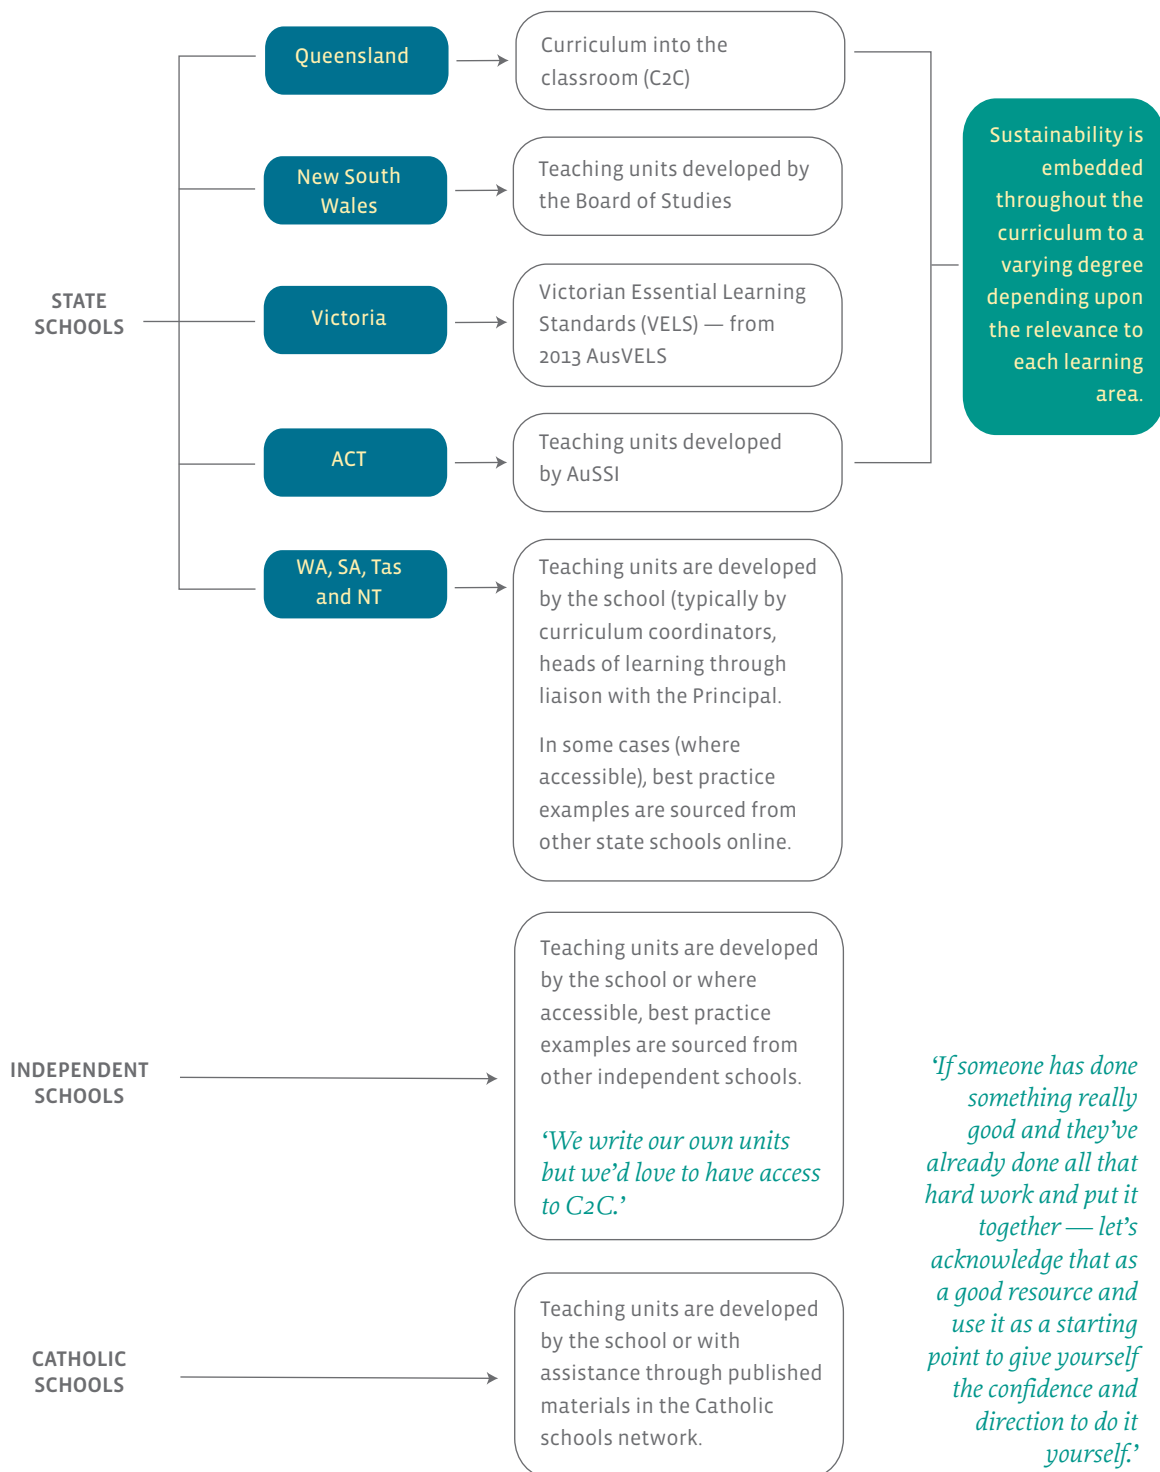 STATE
SCHOOLS
Queensland
Curriculum into the
classroom (C2C)
New South
Wales
Teaching units developed by
the Board of Studies
Victoria
Victorian Essential Learning
Standards (VELS) — from
2013 AusVELS
ACT
Teaching units developed
by AuSSI
Sustainability is
embedded
throughout the
curriculum to a
varying degree
depending upon
the relevance to
each learning
area.
WA, SA, Tas
and NT
Teaching units are developed
by the school (typically by
curriculum coordinators,
heads of learning through
liaison with the Principal.
In some cases (where
accessible), best practice
examples are sourced from
other state schools online.
INDEPENDENT
SCHOOLS
Teaching units are developed
by the school or where
accessible, best practice
examples are sourced from
other independent schools.
‘We write our own units
but we’d love to have access
to C2C.’
CATHOLIC
SCHOOLS
Teaching units are developed
by the school or with
assistance through published
materials in the Catholic
schools network.
‘If someone has done
something really
good and they’ve
already done all that
hard work and put it
together — let’s
acknowledge that as
a good resource and
use it as a starting
point to give yourself
the confidence and
direction to do it
yourself.’